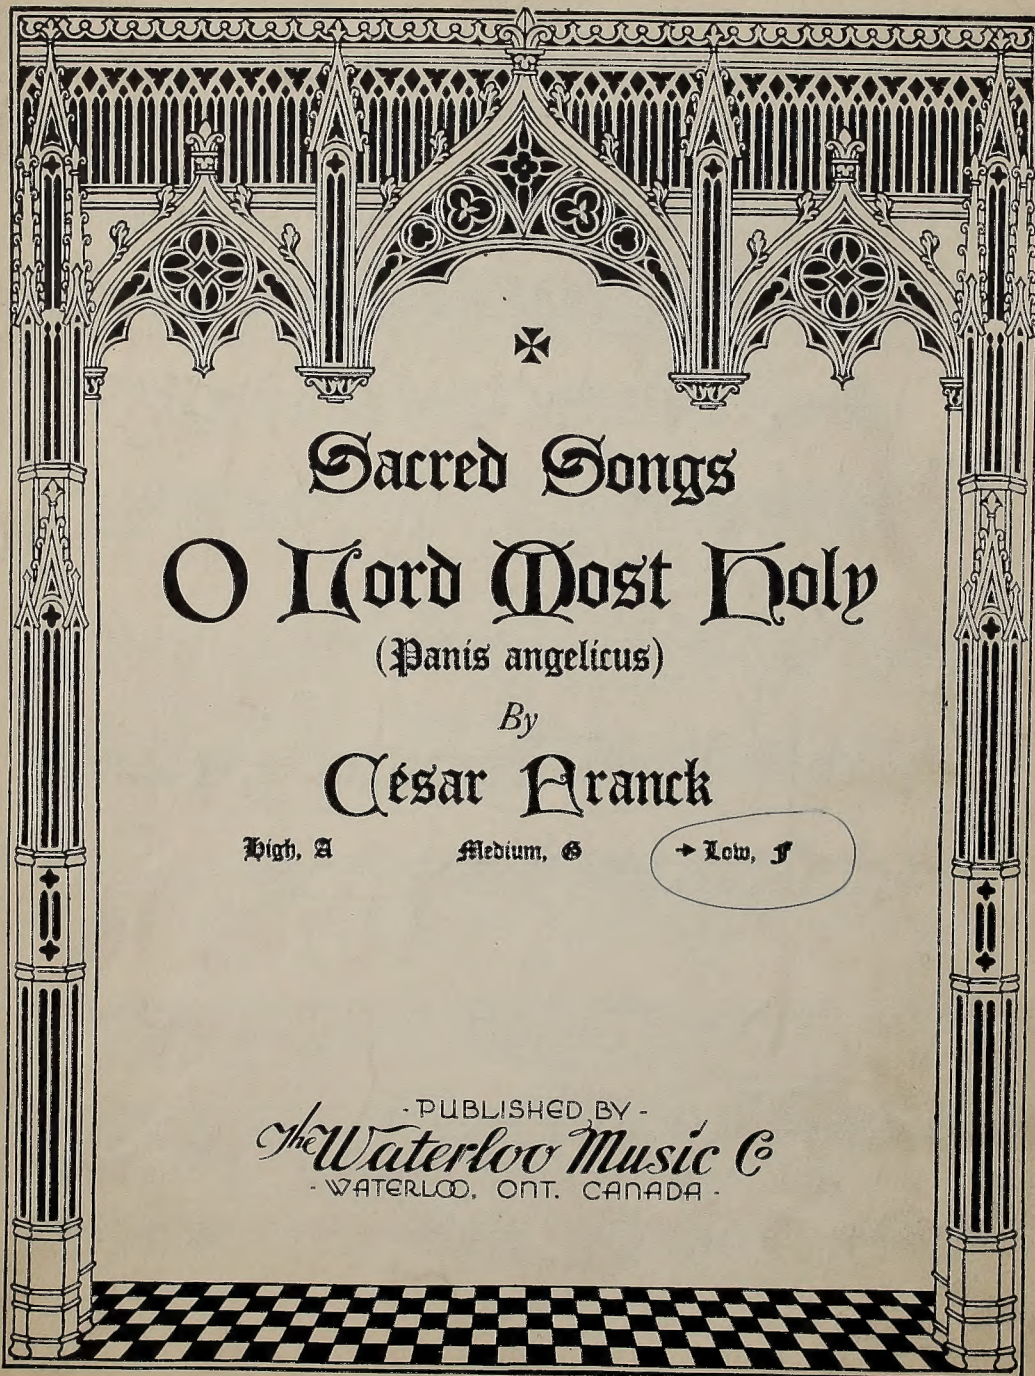 Sacred Songs
O Lord Most Holy
(Panis angelicus)
By
César Franck
High, A Medium, G → Low, F
- PUBLISHED BY -
The Waterloo Music Co
- WATERLOO, ONT. CANADA -